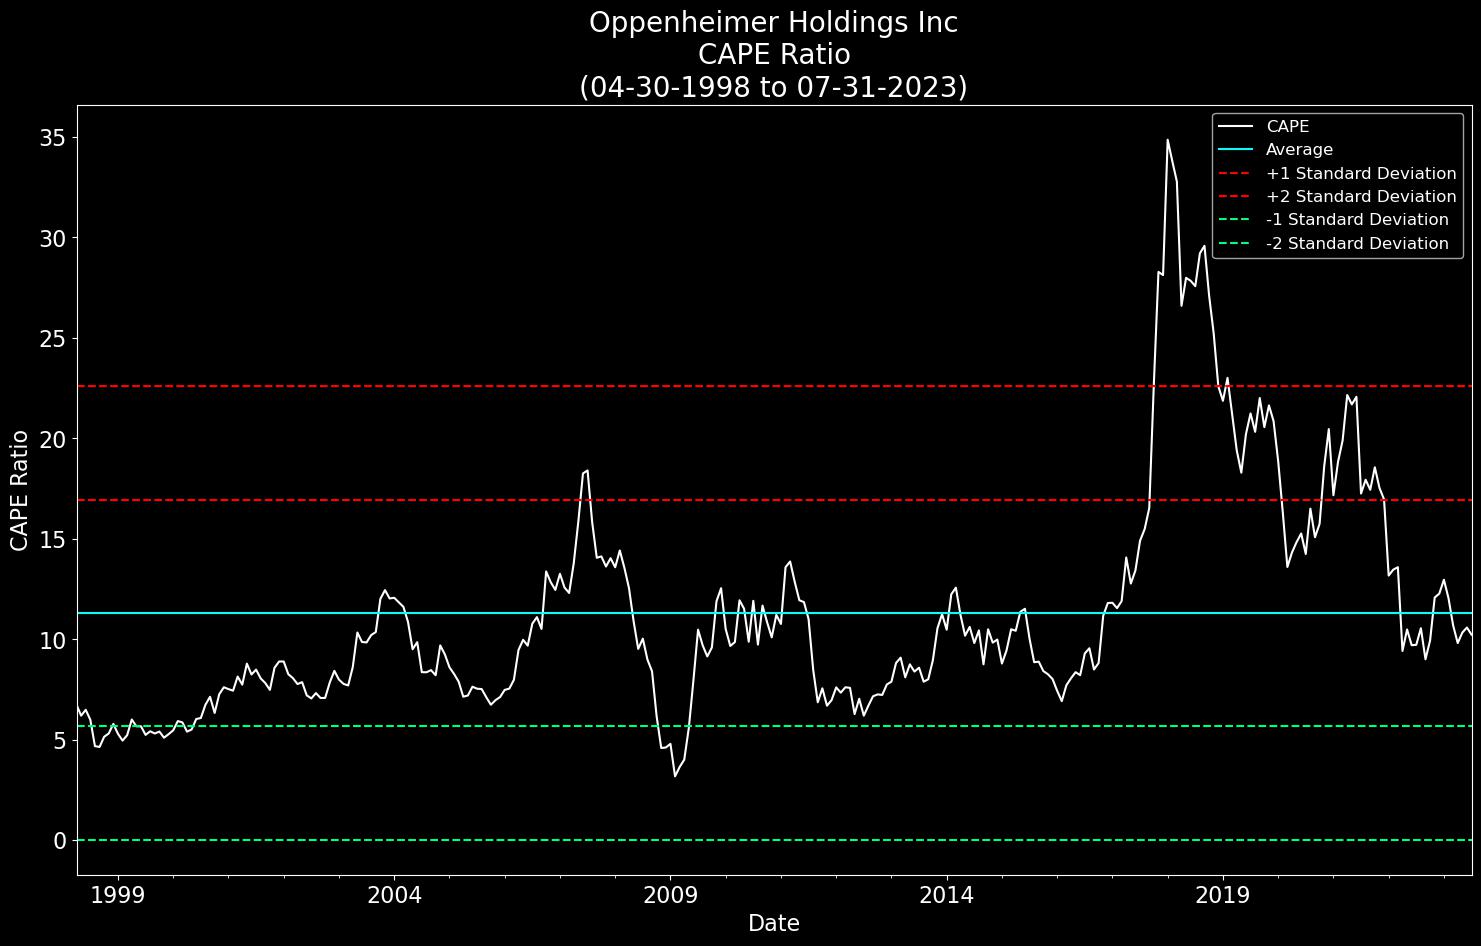 Oppenheimer Holdings Inc
CAPE Ratio
(04-30-1998 to 07-31-2023)
CAPE
Average
+1 Standard Deviation
+2 Standard Deviation
-1 Standard Deviation
-2 Standard Deviation
CAPE Ratio
35
30
25
20
15
10
5
0
1999
2004
2009
2014
2019
Date